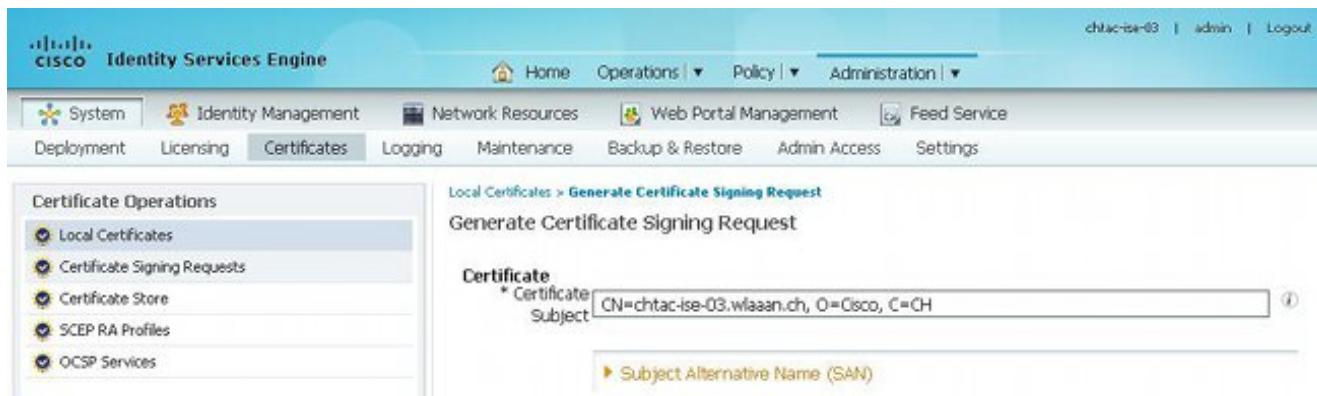 chtac-ise-03 | admin | Logout
CISCO Identity Services Engine
Home Operations | ▼ Policy | ▼ Administration | ▼
System Identity Management Network Resources Web Portal Management Feed Service
Deployment Licensing Certificates Logging Maintenance Backup & Restore Admin Access Settings
Certificate Operations
Local Certificates
Certificate Signing Requests
Certificate Store
SCEP RA Profiles
OCSP Services
Local Certificates > Generate Certificate Signing Request
Generate Certificate Signing Request
Certificate
* Certificate Subject CN=chtac-ise-03.wlaaan.ch, O=Cisco, C=CH
Subject Alternative Name (SAN)